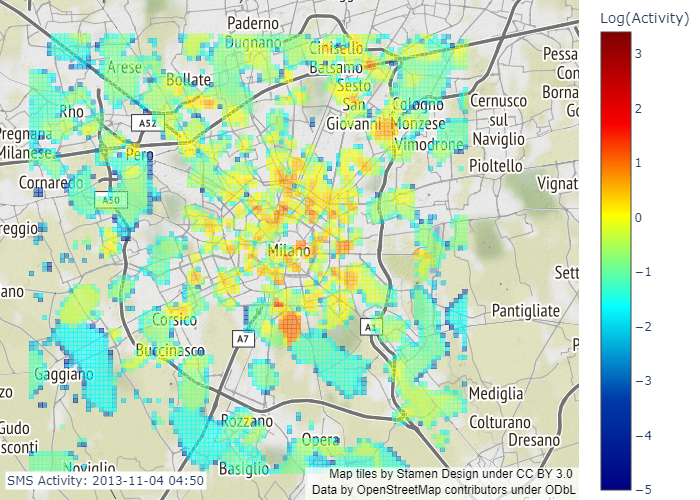 Log(Activity)
Paderno
Dugnano
Cinisello
Balsamo
Arese
Bollate
Sesto
San
Giovanni
Cologno
Monzese
Cernusco
sul
Naviglio
Pessa
Con
Borna
Go
Rho
A52
Pregnana
Milanese
Pero
Vimodrone
Pioltello
Cornaredo
A50
Vignat
reggio
Milano
Sett
ano
Pantigliate
Corsico
A7
A1
Buccinasco
P
Gaggiano
Mediglia
zo
Rozzano
Colturano
Dresano
Gudo
sconti
Opera
Noviglio
Basiglio
3
2
1
0
−1
−2
−3
−4
−5
SMS Activity: 2013-11-04 04:50
Map tiles by Stamen Design under CC BY 3.0
Data by OpenStreetMap contributors under ODbL